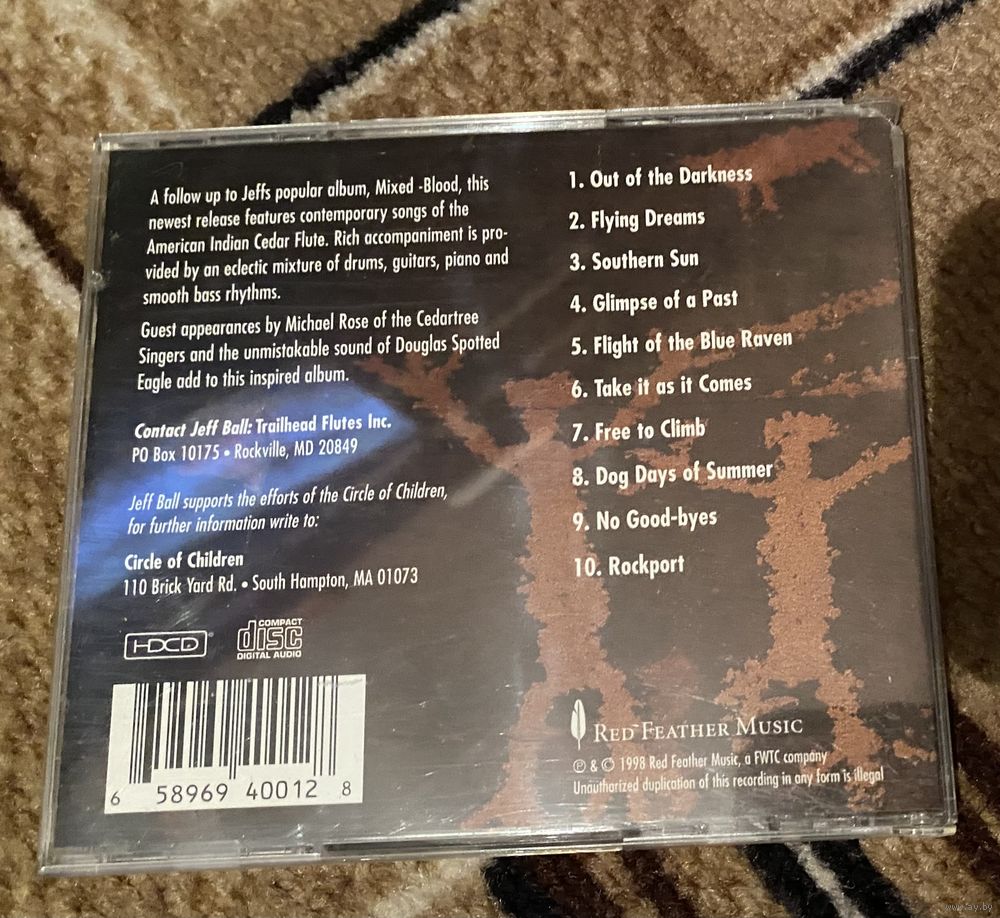 A follow up to Jeffs popular album, Mixed -Blood, this
newest release features contemporary songs of the
American Indian Cedar Flute. Rich accompaniment is pro-
vided by an eclectic mixture of drums, guitars, piano and
smooth bass rhythms.
Guest appearances by Michael Rose of the Cedartree
Singers and the unmistakable sound of Douglas Spotted
Eagle add to this inspired album.
Contact Jeff Ball: Trailhead Flutes Inc.
PO Box 10175 • Rockville, MD 20849
Jeff Ball supports the efforts of the Circle of Children,
for further information write to:
Circle of Children
110 Brick Yard Rd. • South Hampton, MA 01073
HDCD
COMPACT
disc
DIGITAL AUDIO
6 58969 40012 8
1. Out of the Darkness
2. Flying Dreams
3. Southern Sun
4. Glimpse of a Past
5. Flight of the Blue Raven
6. Take it as it Comes
7. Free to Climb
8. Dog Days of Summer
9. No Good-byes
10. Rockport
RED FEATHER MUSIC
℗ & © 1998 Red Feather Music, a FWTC company
Unauthorized duplication of this recording in any form is illegal
www.ay.by